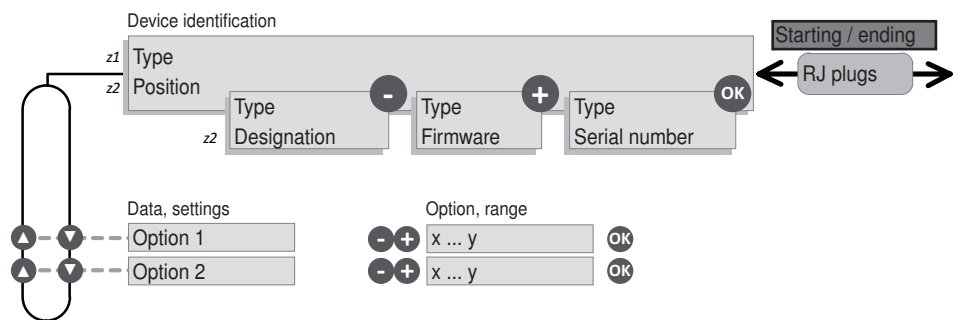 Device identification
Starting / ending
z1 Type
RJ plugs
z2 Position
- + OK
Type Type Type
z2 Designation Firmware Serial number
Data, settings Option, range
Option 1 - + x ... y OK
Option 2 - + x ... y OK